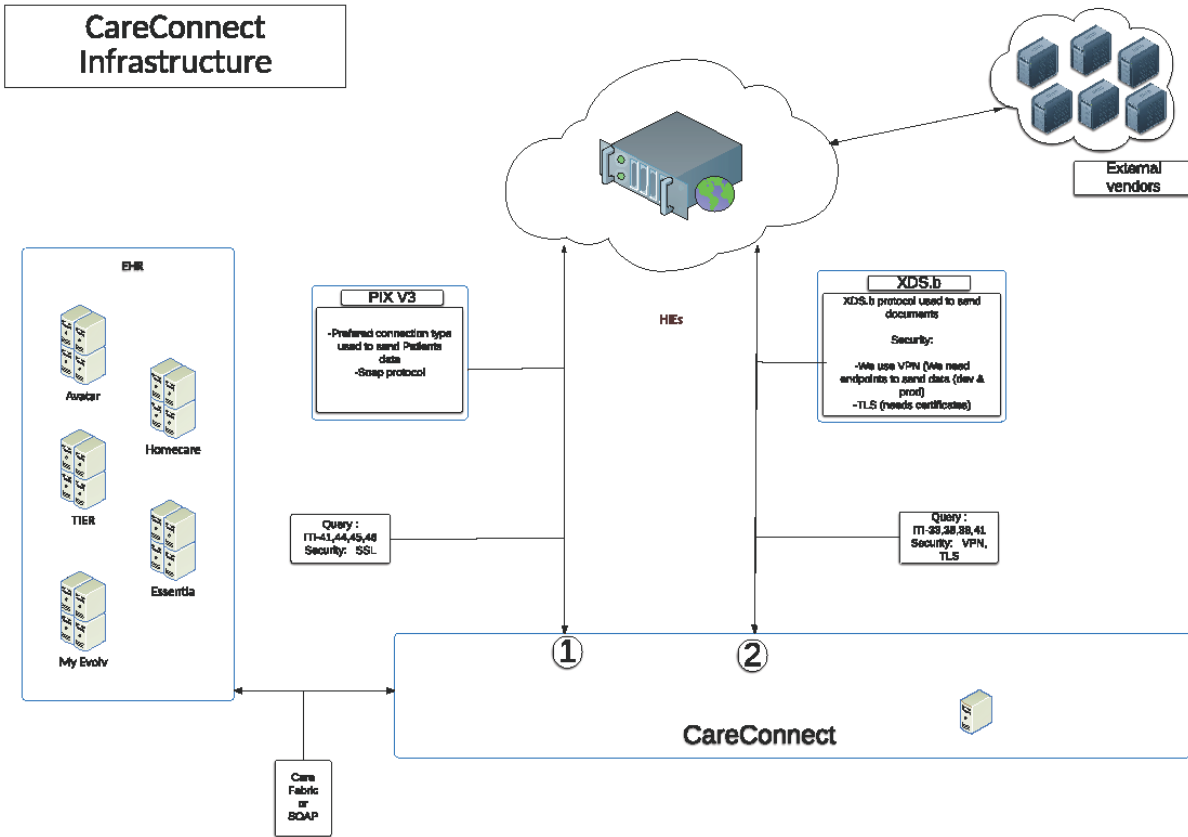 CareConnect
Infrastructure
External
vendors
EHR
Avatar
Homecare
TIER
Essentia
My Evolv
PIX V3
-Prefered connection type
used to send Patients
data
-Soap protocol
HIEs
XDS.b
XDS.b protocol used to send
documents
Security:
-We use VPN (We need
endpoints to send data (dev &
prod)
-TLS (needs certificates)
Query :
ITI-41,44,45,46
Security: SSL
Query :
Security: VPN,
TLS
1
2
CareConnect
Care
Fabric
or
SOAP